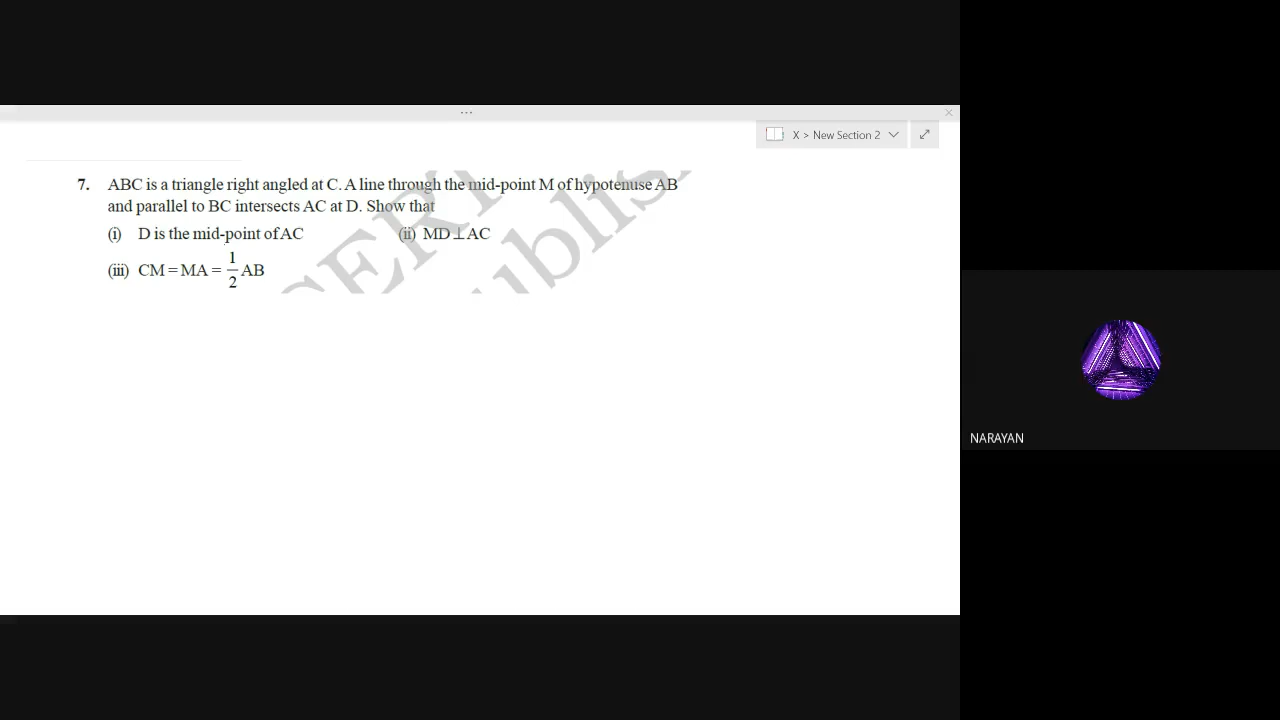 ...
X > New Section 2
7. ABC is a triangle right angled at C. A line through the mid-point M of hypotenuse AB
and parallel to BC intersects AC at D. Show that
(i) D is the mid-point of AC (ii) MD ⊥ AC
(iii) CM = MA = 1/2 AB
NARAYAN